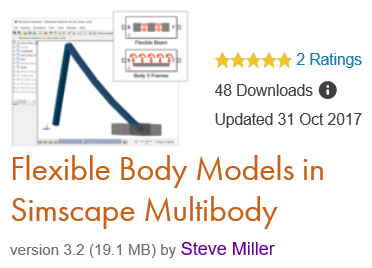 Flexible Beam
Body 5 Frames
2 Ratings
48 Downloads
Updated 31 Oct 2017
Flexible Body Models in
Simscape Multibody
version 3.2 (19.1 MB) by Steve Miller